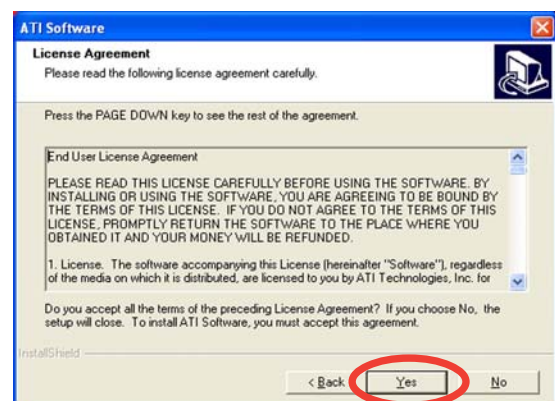 ATI Software
License Agreement
Please read the following license agreement carefully.
Press the PAGE DOWN key to see the rest of the agreement.
End User License Agreement
PLEASE READ THIS LICENSE CAREFULLY BEFORE USING THE SOFTWARE. BY
INSTALLING OR USING THE SOFTWARE, YOU ARE AGREEING TO BE BOUND BY
THE TERMS OF THIS LICENSE. IF YOU DO NOT AGREE TO THE TERMS OF THIS
LICENSE, PROMPTLY RETURN THE SOFTWARE TO THE PLACE WHERE YOU
OBTAINED IT AND YOUR MONEY WILL BE REFUNDED.
1. License. The software accompanying this License (hereinafter "Software"), regardless
of the media on which it is distributed, are licensed to you by ATI Technologies, Inc. for
Do you accept all the terms of the preceding License Agreement? If you choose No, the
setup will close. To install ATI Software, you must accept this agreement.
InstallShield
< Back Yes No